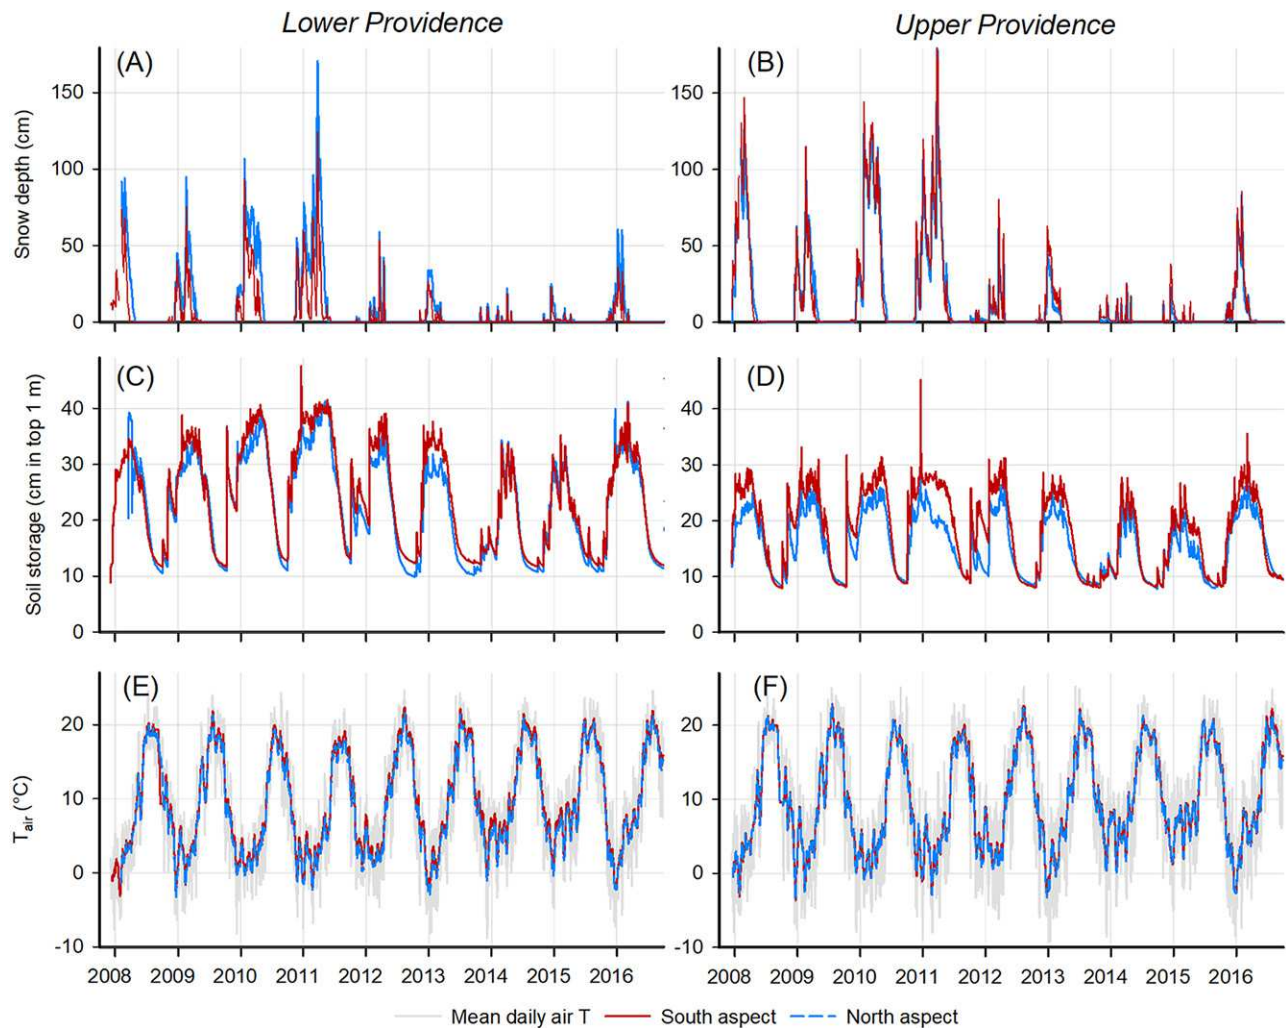 Lower Providence
Upper Providence
(A)
(B)
Snow depth (cm)
150
100
50
0
150
100
50
0
(C)
(D)
Soil storage (cm in top 1 m)
40
30
20
10
0
40
30
20
10
0
(E)
(F)
Tair (°C)
20
10
0
-10
20
10
0
-10
2008 2009 2010 2011 2012 2013 2014 2015 2016
2008 2009 2010 2011 2012 2013 2014 2015 2016
Mean daily air T South aspect North aspect